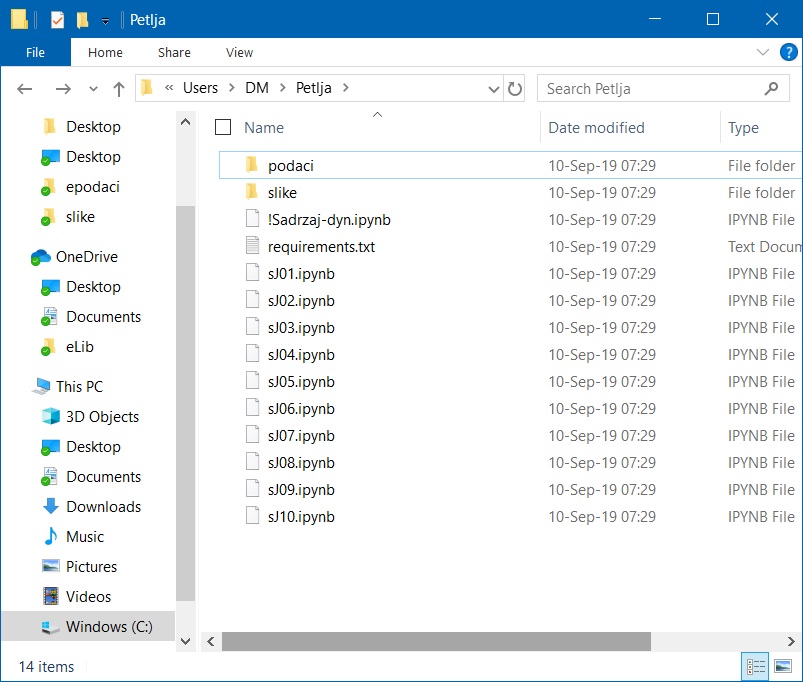 Petlja
File Home Share View
« Users > DM > Petlja >
Search Petlja
Desktop
Desktop
epodaci
slike
OneDrive
Desktop
Documents
eLib
This PC
3D Objects
Desktop
Documents
Downloads
Music
Pictures
Videos
Windows (C:)
Name Date modified Type
podaci 10-Sep-19 07:29 File folder
slike 10-Sep-19 07:29 File folder
!Sadrzaj-dyn.ipynb 10-Sep-19 07:29 IPYNB File
requirements.txt 10-Sep-19 07:29 Text Docum
sJ01.ipynb 10-Sep-19 07:29 IPYNB File
sJ02.ipynb 10-Sep-19 07:29 IPYNB File
sJ03.ipynb 10-Sep-19 07:29 IPYNB File
sJ04.ipynb 10-Sep-19 07:29 IPYNB File
sJ05.ipynb 10-Sep-19 07:29 IPYNB File
sJ06.ipynb 10-Sep-19 07:29 IPYNB File
sJ07.ipynb 10-Sep-19 07:29 IPYNB File
sJ08.ipynb 10-Sep-19 07:29 IPYNB File
sJ09.ipynb 10-Sep-19 07:29 IPYNB File
sJ10.ipynb 10-Sep-19 07:29 IPYNB File
14 items